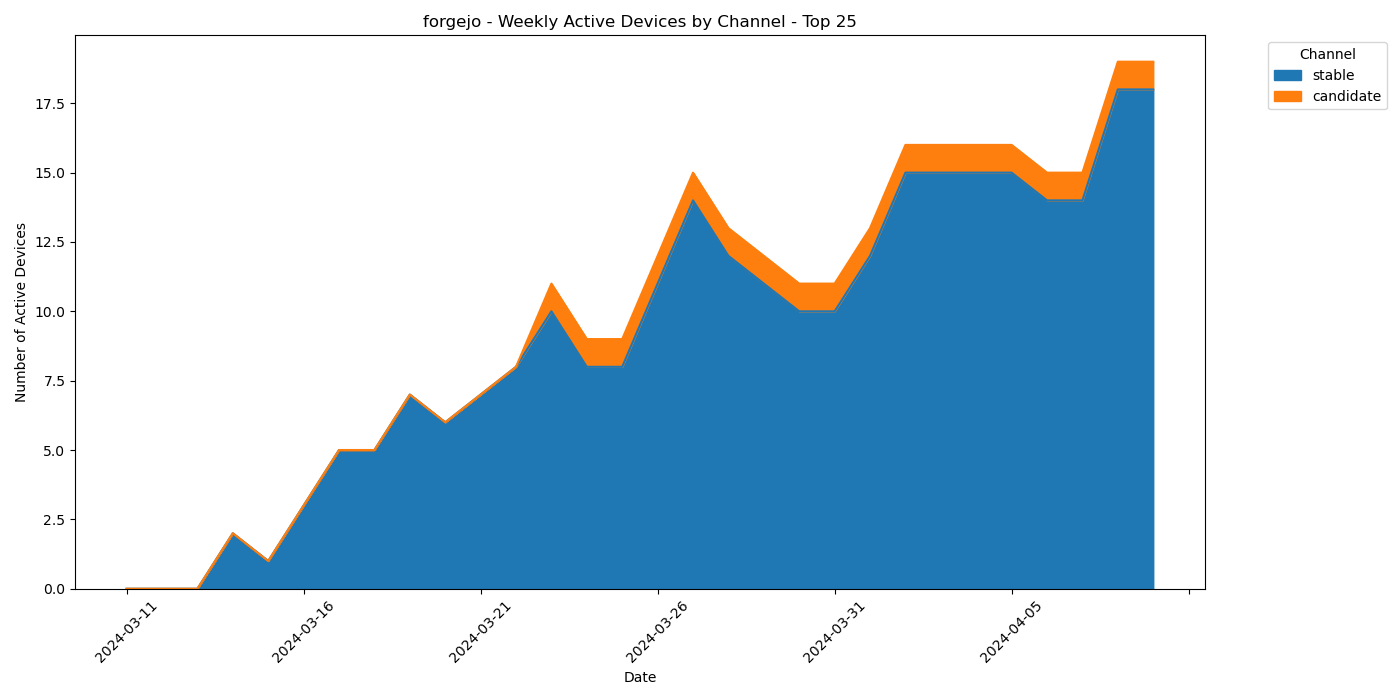 forgejo - Weekly Active Devices by Channel - Top 25
Channel
stable
candidate
Number of Active Devices
17.5
15.0
12.5
10.0
7.5
5.0
2.5
0.0
2024-03-11
2024-03-16
2024-03-21
2024-03-26
2024-03-31
2024-04-05
Date